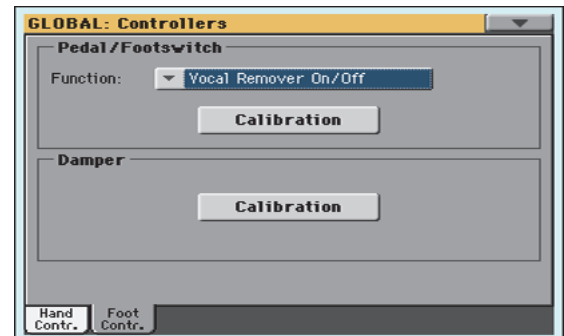 GLOBAL: Controllers
Pedal/Footswitch
Function: Vocal Remover On/Off
Calibration
Damper
Calibration
Hand Contr. Foot Contr.